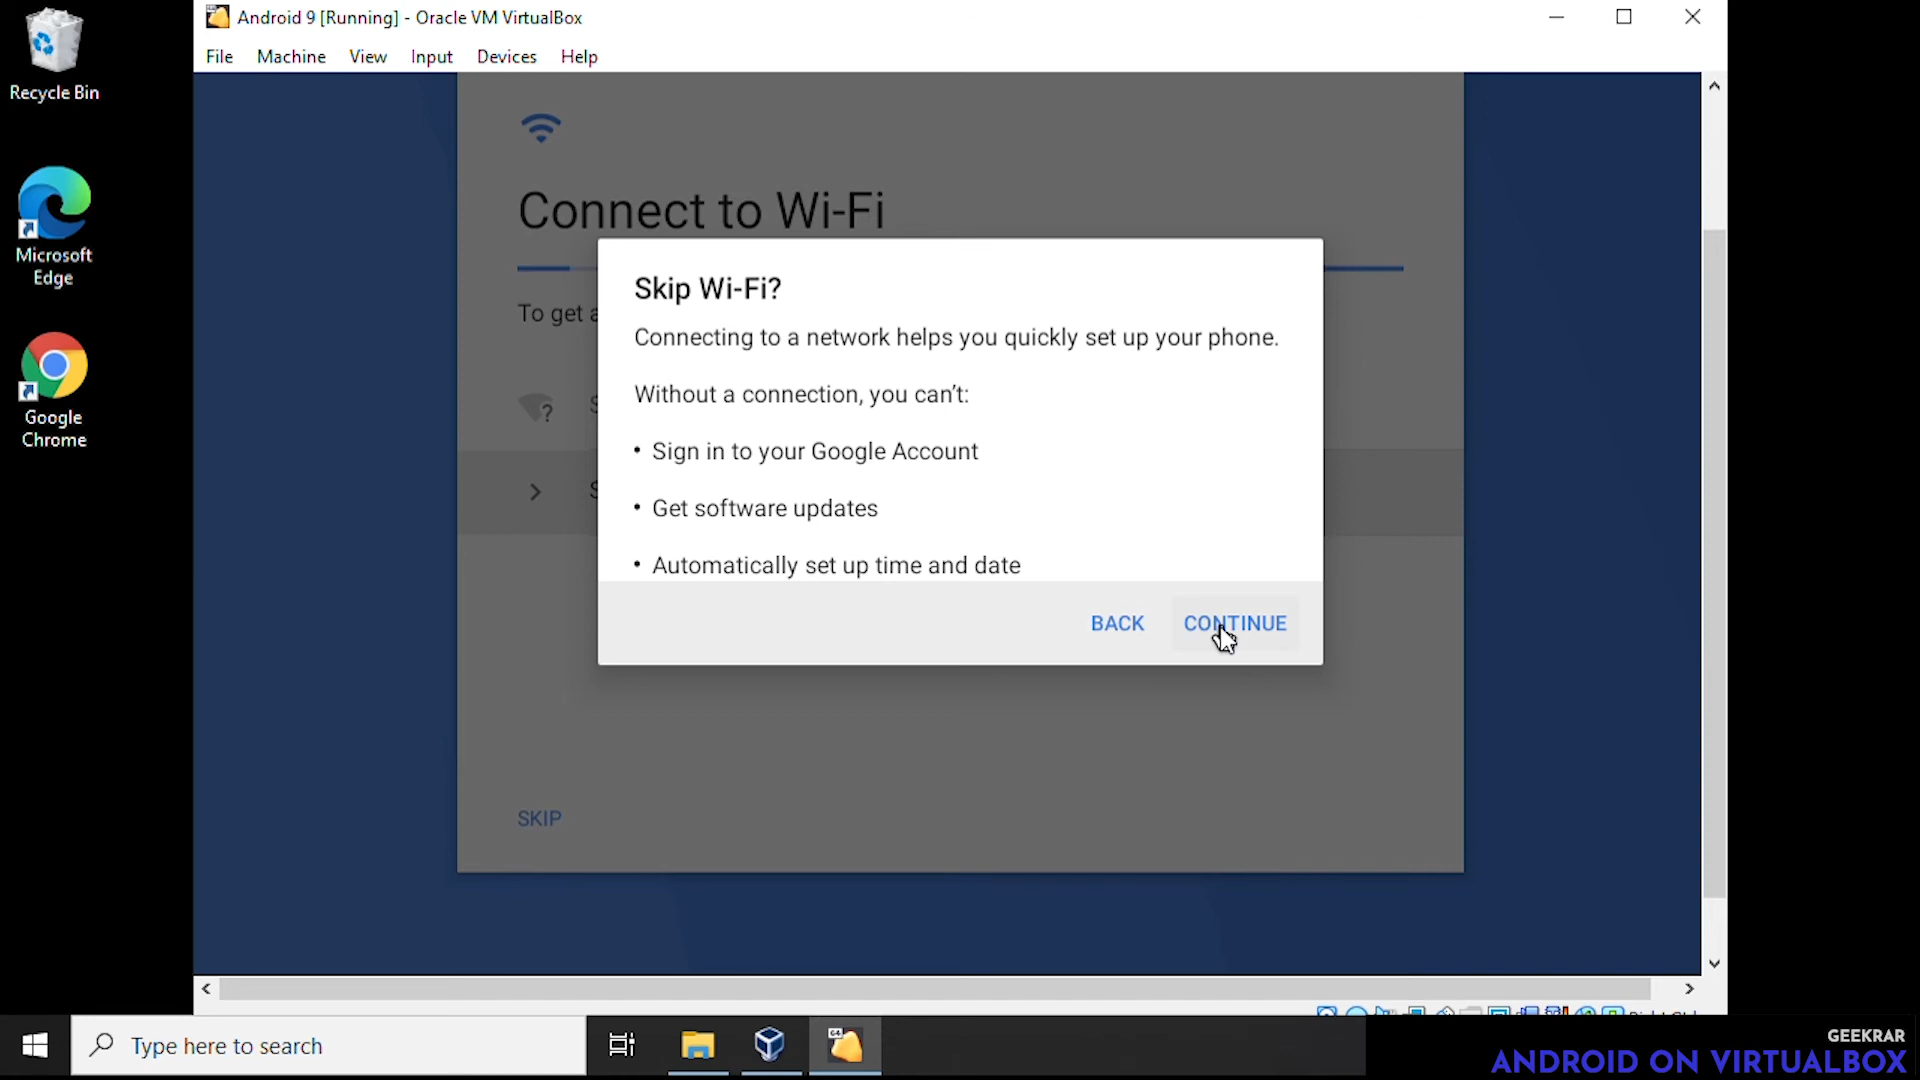 Android 9 [Running] - Oracle VM VirtualBox
File Machine View Input Devices Help
Recycle Bin
Microsoft
Edge
Google
Chrome
Connect to Wi-Fi
To get
Skip Wi-Fi?
Connecting to a network helps you quickly set up your phone.
Without a connection, you can't:
• Sign in to your Google Account
• Get software updates
• Automatically set up time and date
BACK CONTINUE
SKIP
Type here to search
64
GEEKRAR
ANDROID ON VIRTUALBOX